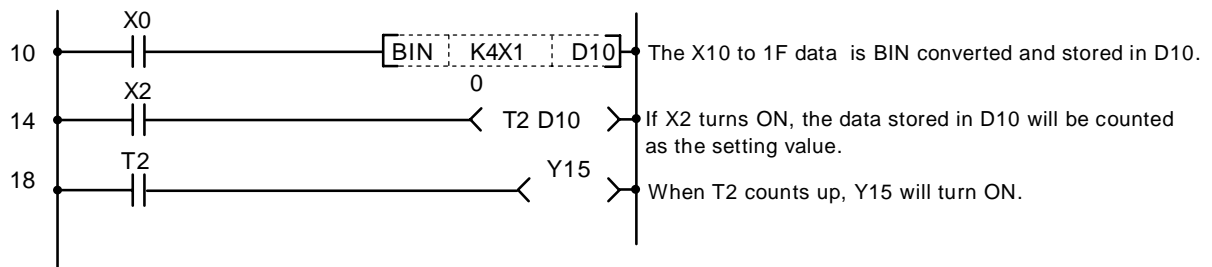 X0
10 BIN K4X1 D10 The X10 to 1F data is BIN converted and stored in D10.
0
X2
14 T2 D10 If X2 turns ON, the data stored in D10 will be counted
as the setting value.
T2
18 Y15
When T2 counts up, Y15 will turn ON.